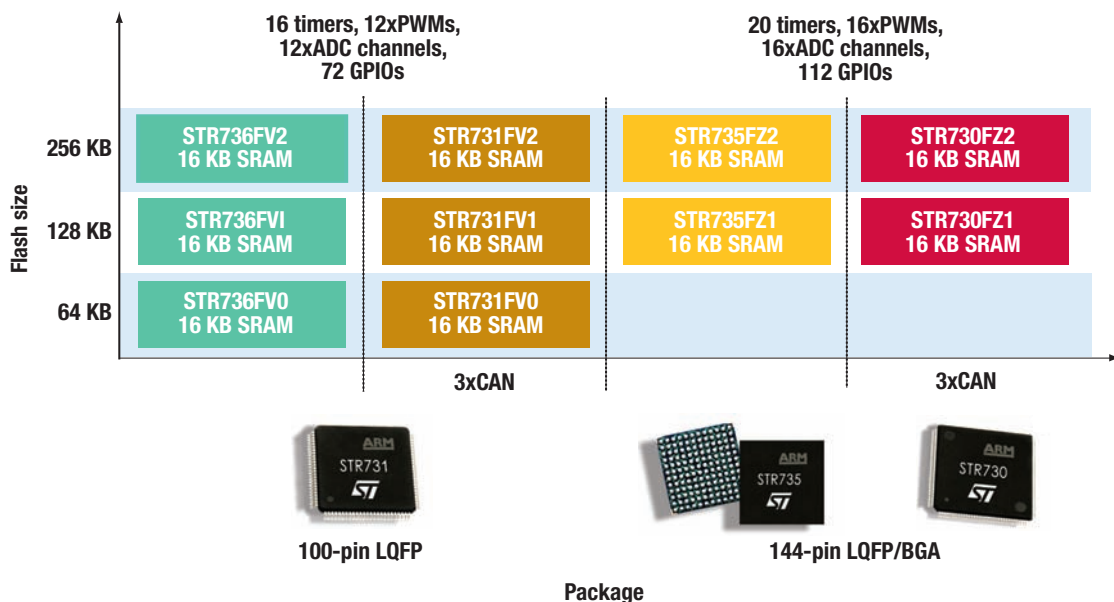 16 timers, 12xPWMs,
12xADC channels,
72 GPIOs
20 timers, 16xPWMs,
16xADC channels,
112 GPIOs
Flash size
256 KB
STR736FV2
16 KB SRAM
STR731FV2
16 KB SRAM
STR735FZ2
16 KB SRAM
STR730FZ2
16 KB SRAM
128 KB
STR736FVI
16 KB SRAM
STR731FV1
16 KB SRAM
STR735FZ1
16 KB SRAM
STR730FZ1
16 KB SRAM
64 KB
STR736FV0
16 KB SRAM
STR731FV0
16 KB SRAM
3xCAN
3xCAN
ARM
STR731
ST
ARM
STR735
ST
ARM
STR730
ST
100-pin LQFP
144-pin LQFP/BGA
Package